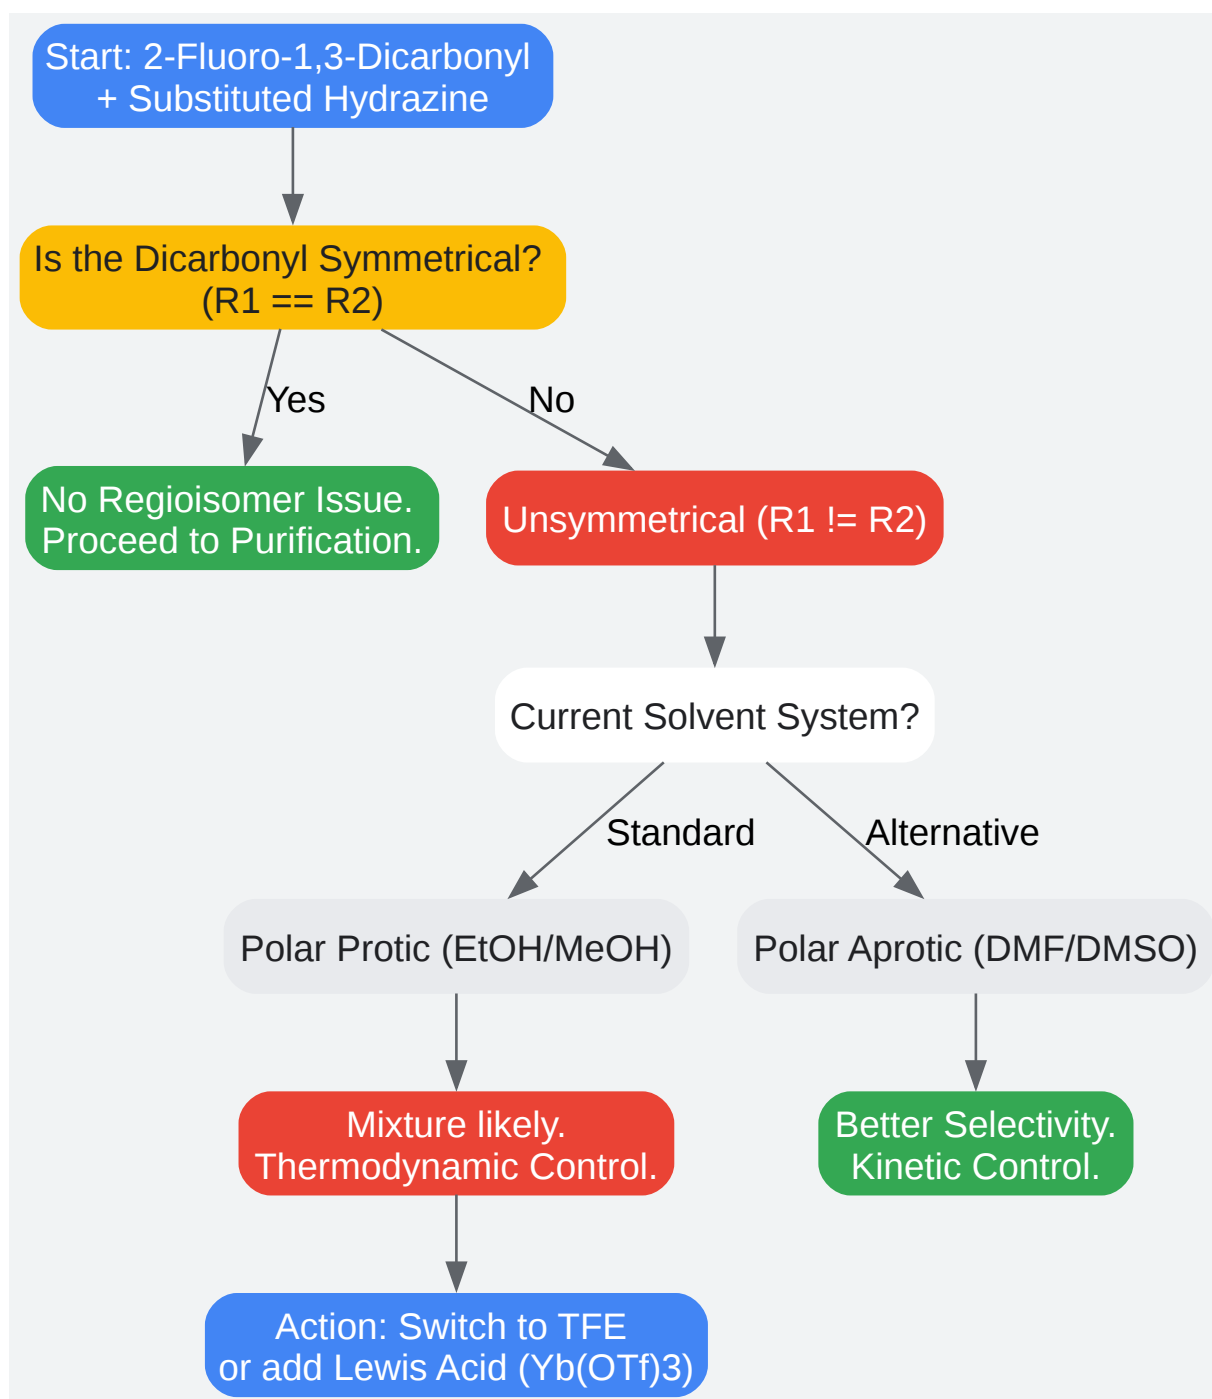 Start: 2-Fluoro-1,3-Dicarbonyl
+ Substituted Hydrazine
Is the Dicarbonyl Symmetrical?
(R1 == R2)
Yes
No
No Regioisomer Issue.
Proceed to Purification.
Unsymmetrical (R1 != R2)
Current Solvent System?
Standard
Alternative
Polar Protic (EtOH/MeOH)
Polar Aprotic (DMF/DMSO)
Mixture likely.
Thermodynamic Control.
Better Selectivity.
Kinetic Control.
Action: Switch to TFE
or add Lewis Acid (Yb(OTf)3)